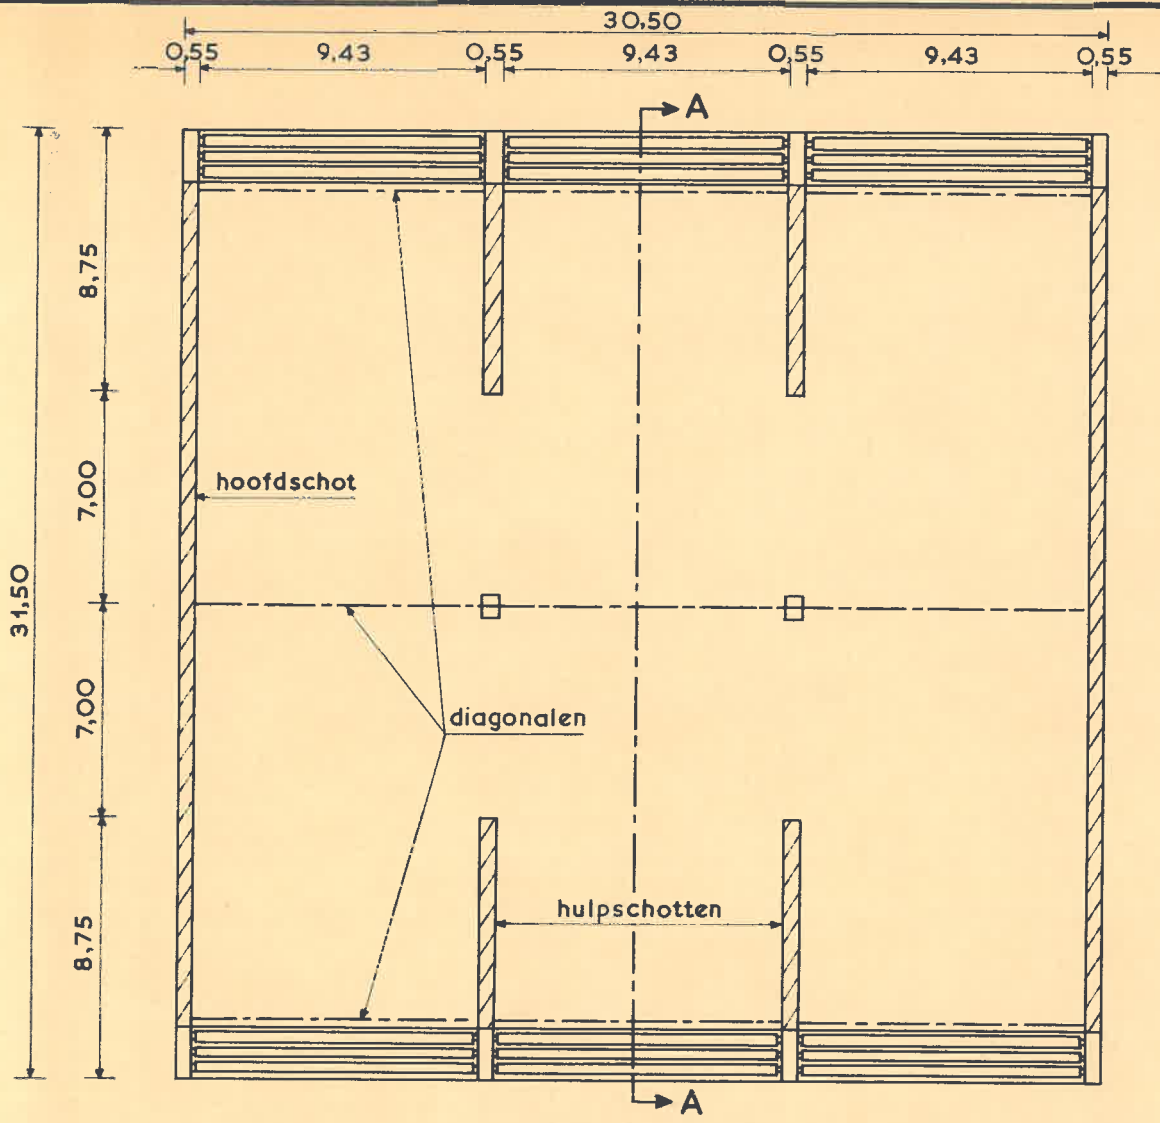 30,50
0,55 9,43 0,55 9,43 0,55 9,43 0,55
A
8,75
hoofdschot
7,00
31,50
7,00
diagonalen
hulpschotten
8,75
A